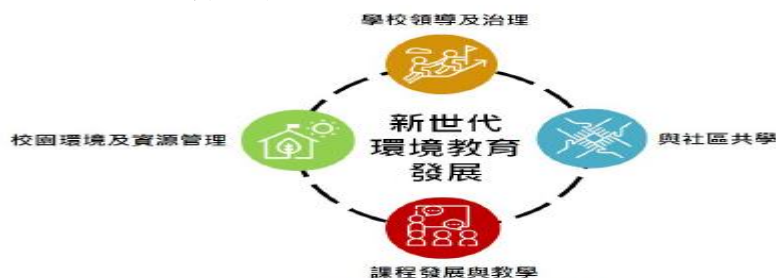 學校領導及治理
新世代
校園環境及資源管理
環境教育
與社區共學
發展
課程發展與教學